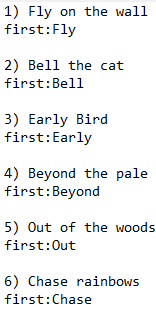 1) Fly on the wall
first:Fly

2) Bell the cat
first:Bell

3) Early Bird
first:Early

4) Beyond the pale
first:Beyond

5) Out of the woods
first:Out

6) Chase rainbows
first:Chase